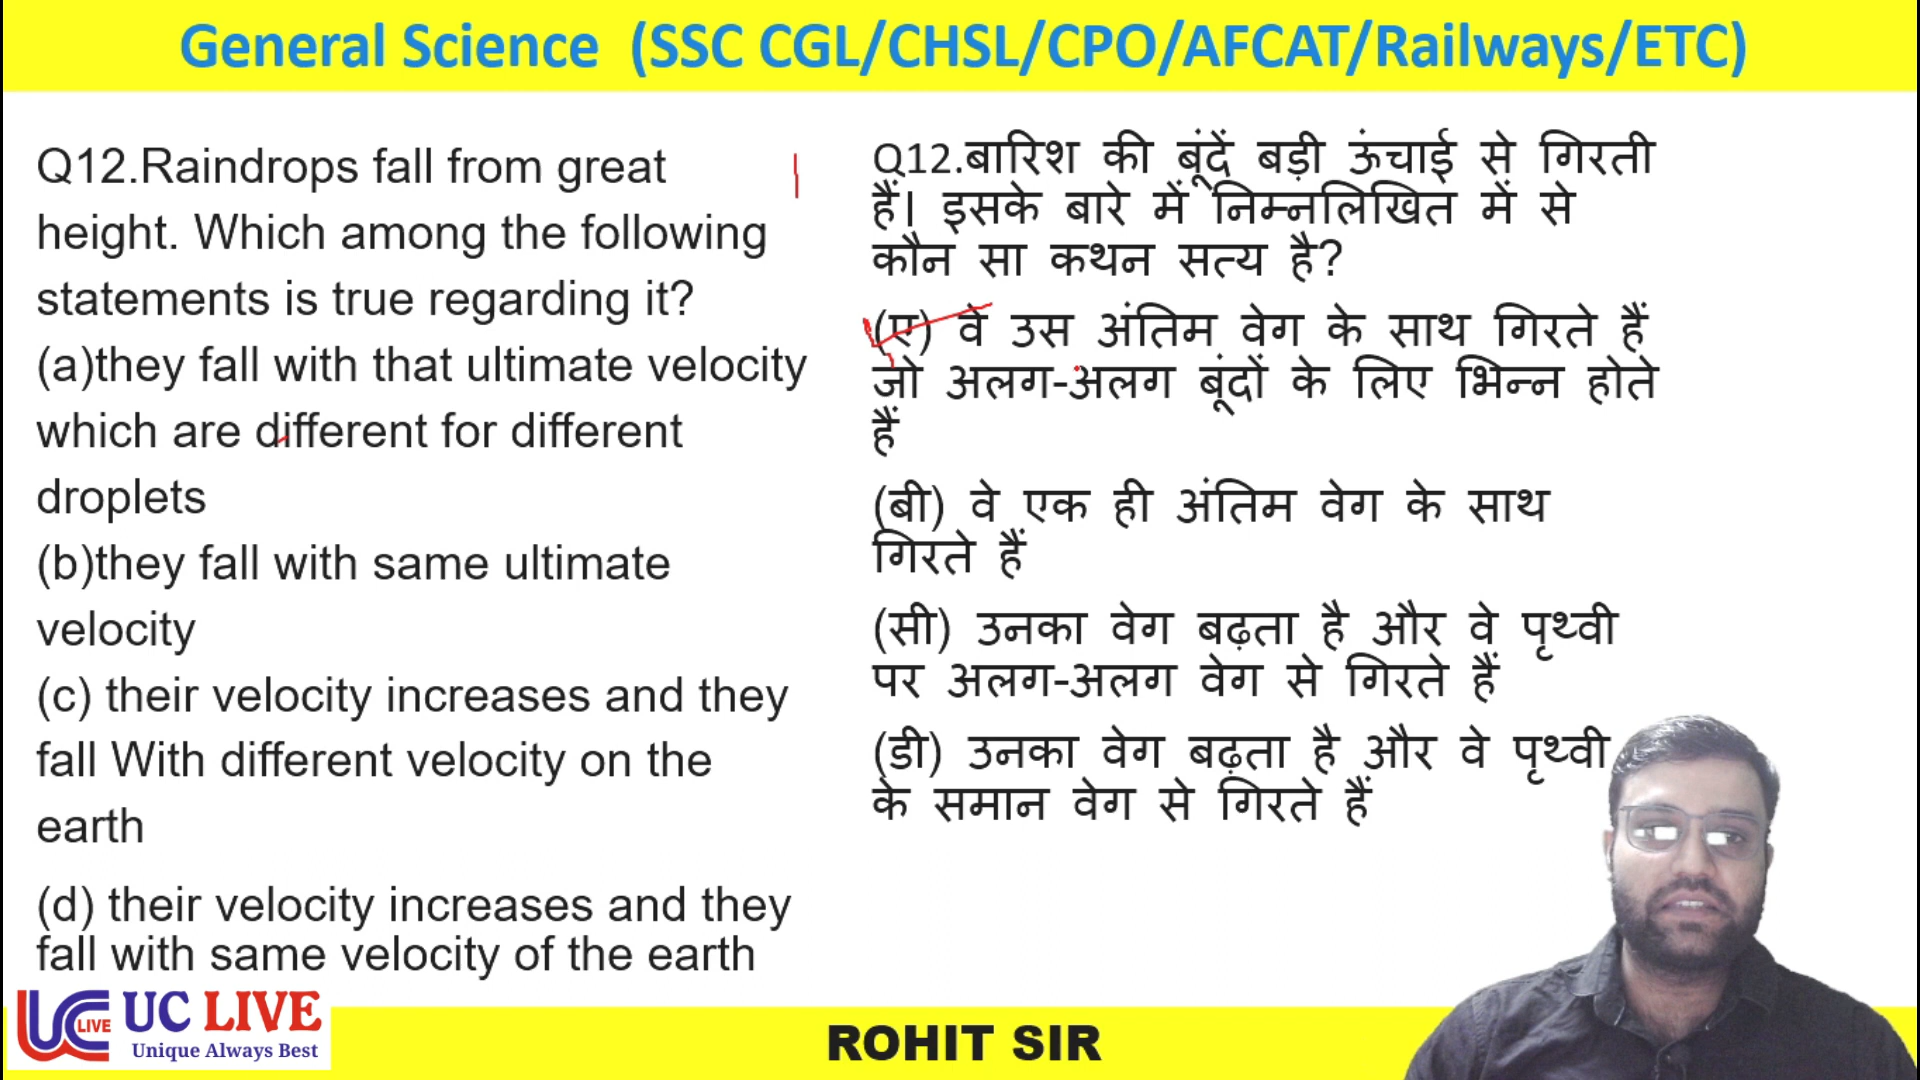 General Science (SSC CGL/CHSL/CPO/AFCAT/Railways/ETC)
Q12.Raindrops fall from great
height. Which among the following
statements is true regarding it?
(a)they fall with that ultimate velocity
which are different for different
droplets
(b)they fall with same ultimate
velocity
(c) their velocity increases and they
fall With different velocity on the
earth
(d) their velocity increases and they
fall with same velocity of the earth
Q12.बारिश की बूंदें बड़ी ऊंचाई से गिरती
हैं। इसके बारे में निम्नलिखित में से
कौन सा कथन सत्य है?
(ए) वे उस अंतिम वेग के साथ गिरते हैं
जो अलग-अलग बूंदों के लिए भिन्न होते
हैं
(बी) वे एक ही अंतिम वेग के साथ
गिरते हैं
(सी) उनका वेग बढ़ता है और वे पृथ्वी
पर अलग-अलग वेग से गिरते हैं
(डी) उनका वेग बढ़ता है और वे पृथ्वी
के समान वेग से गिरते हैं
LIVE UC LIVE
Unique Always Best
ROHIT SIR